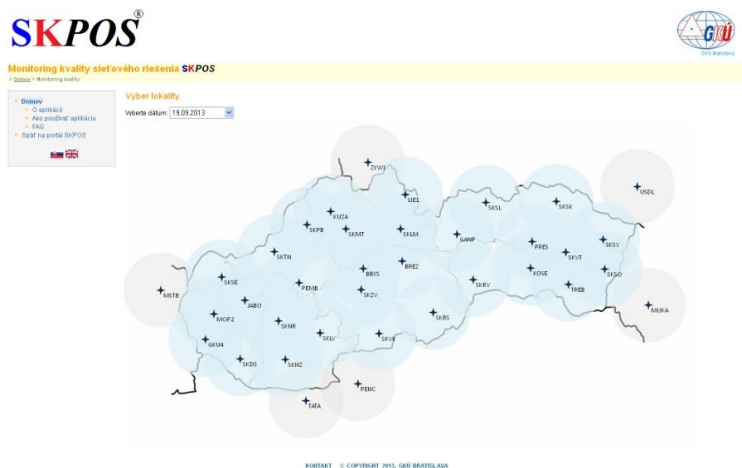 SKPOS®
GKÚ
GKÚ Bratislava
Monitoring kvality sieťového riešenia SKPOS
Domov › Monitoring kvality
Domov
O aplikácii
Ako používať aplikáciu
FAQ
Späť na portál SKPOS
Výber lokality
Vyberte dátum: 19.09.2013
ZYWI
USDL
LIE1
SKSL
SKSK
KUZA
SKPB
SKMT
SKLM
GANP
PRES
SKSV
SKTN
SKVT
BBYS
BREZ
KOSE
SKSO
SKSE
PEMB
SKZV
SKRV
TREB
MSTB
JABO
MUKA
MOP2
SKNR
SKRS
GKU4
SKLV
SKVK
SKDS
SKNZ
PENC
TATA
KONTAKT © COPYRIGHT 2013, GKÚ BRATISLAVA